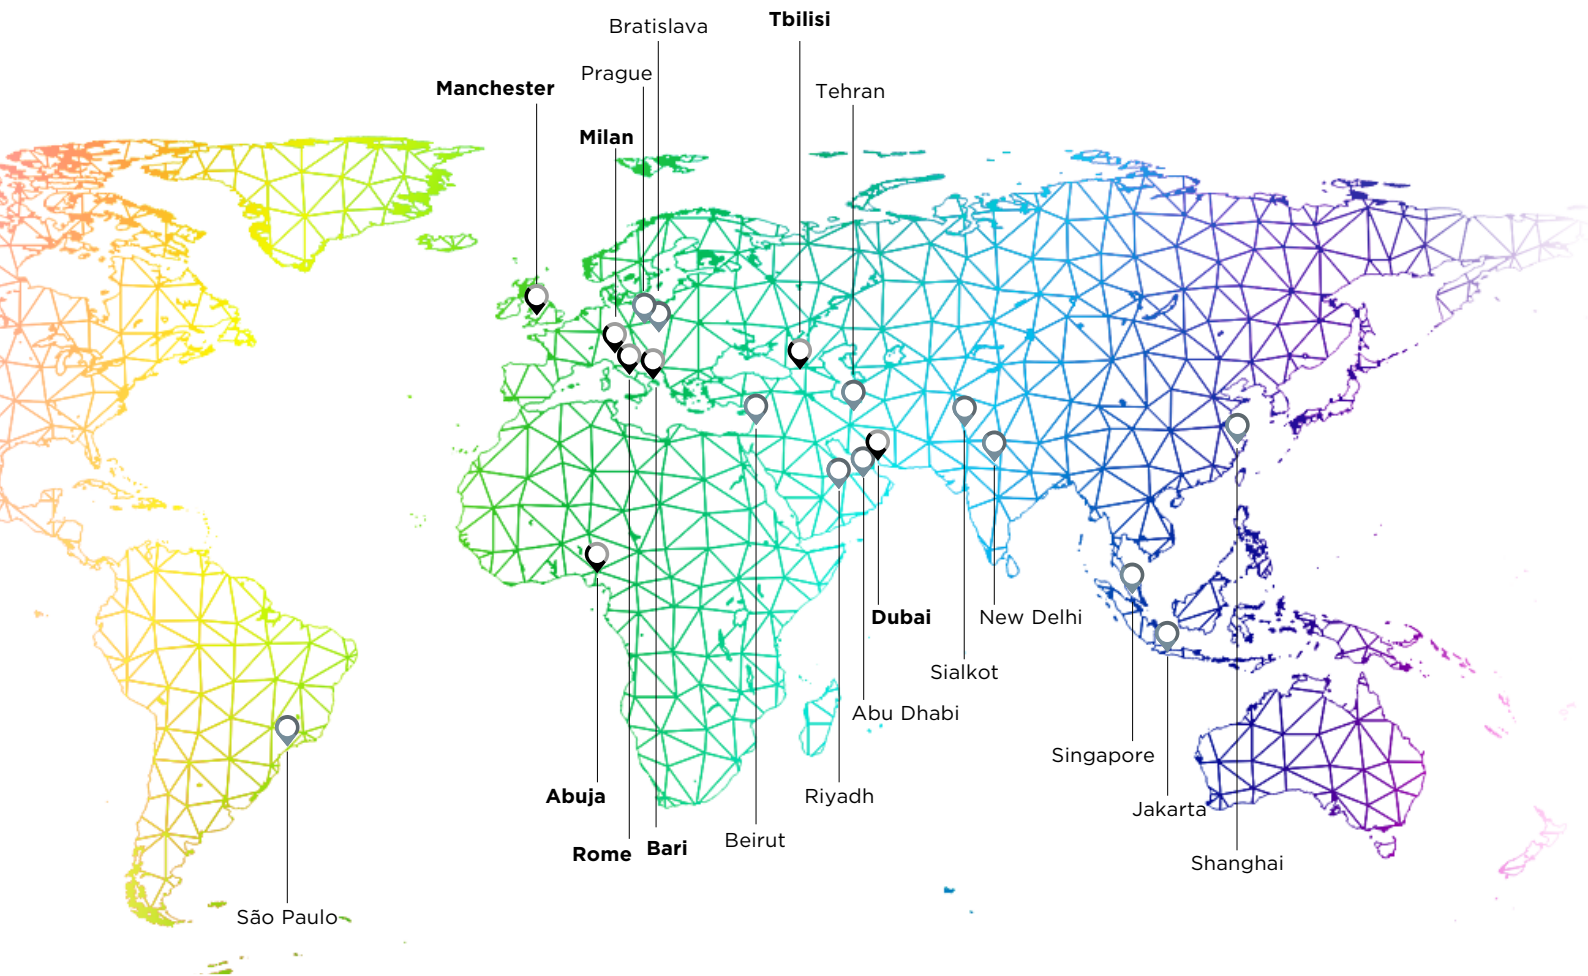 Tbilisi
Bratislava
Prague
Manchester
Tehran
Milan
Dubai
New Delhi
Sialkot
Abu Dhabi
Singapore
Abuja
Riyadh
Jakarta
Beirut
Rome
Bari
Shanghai
São Paulo